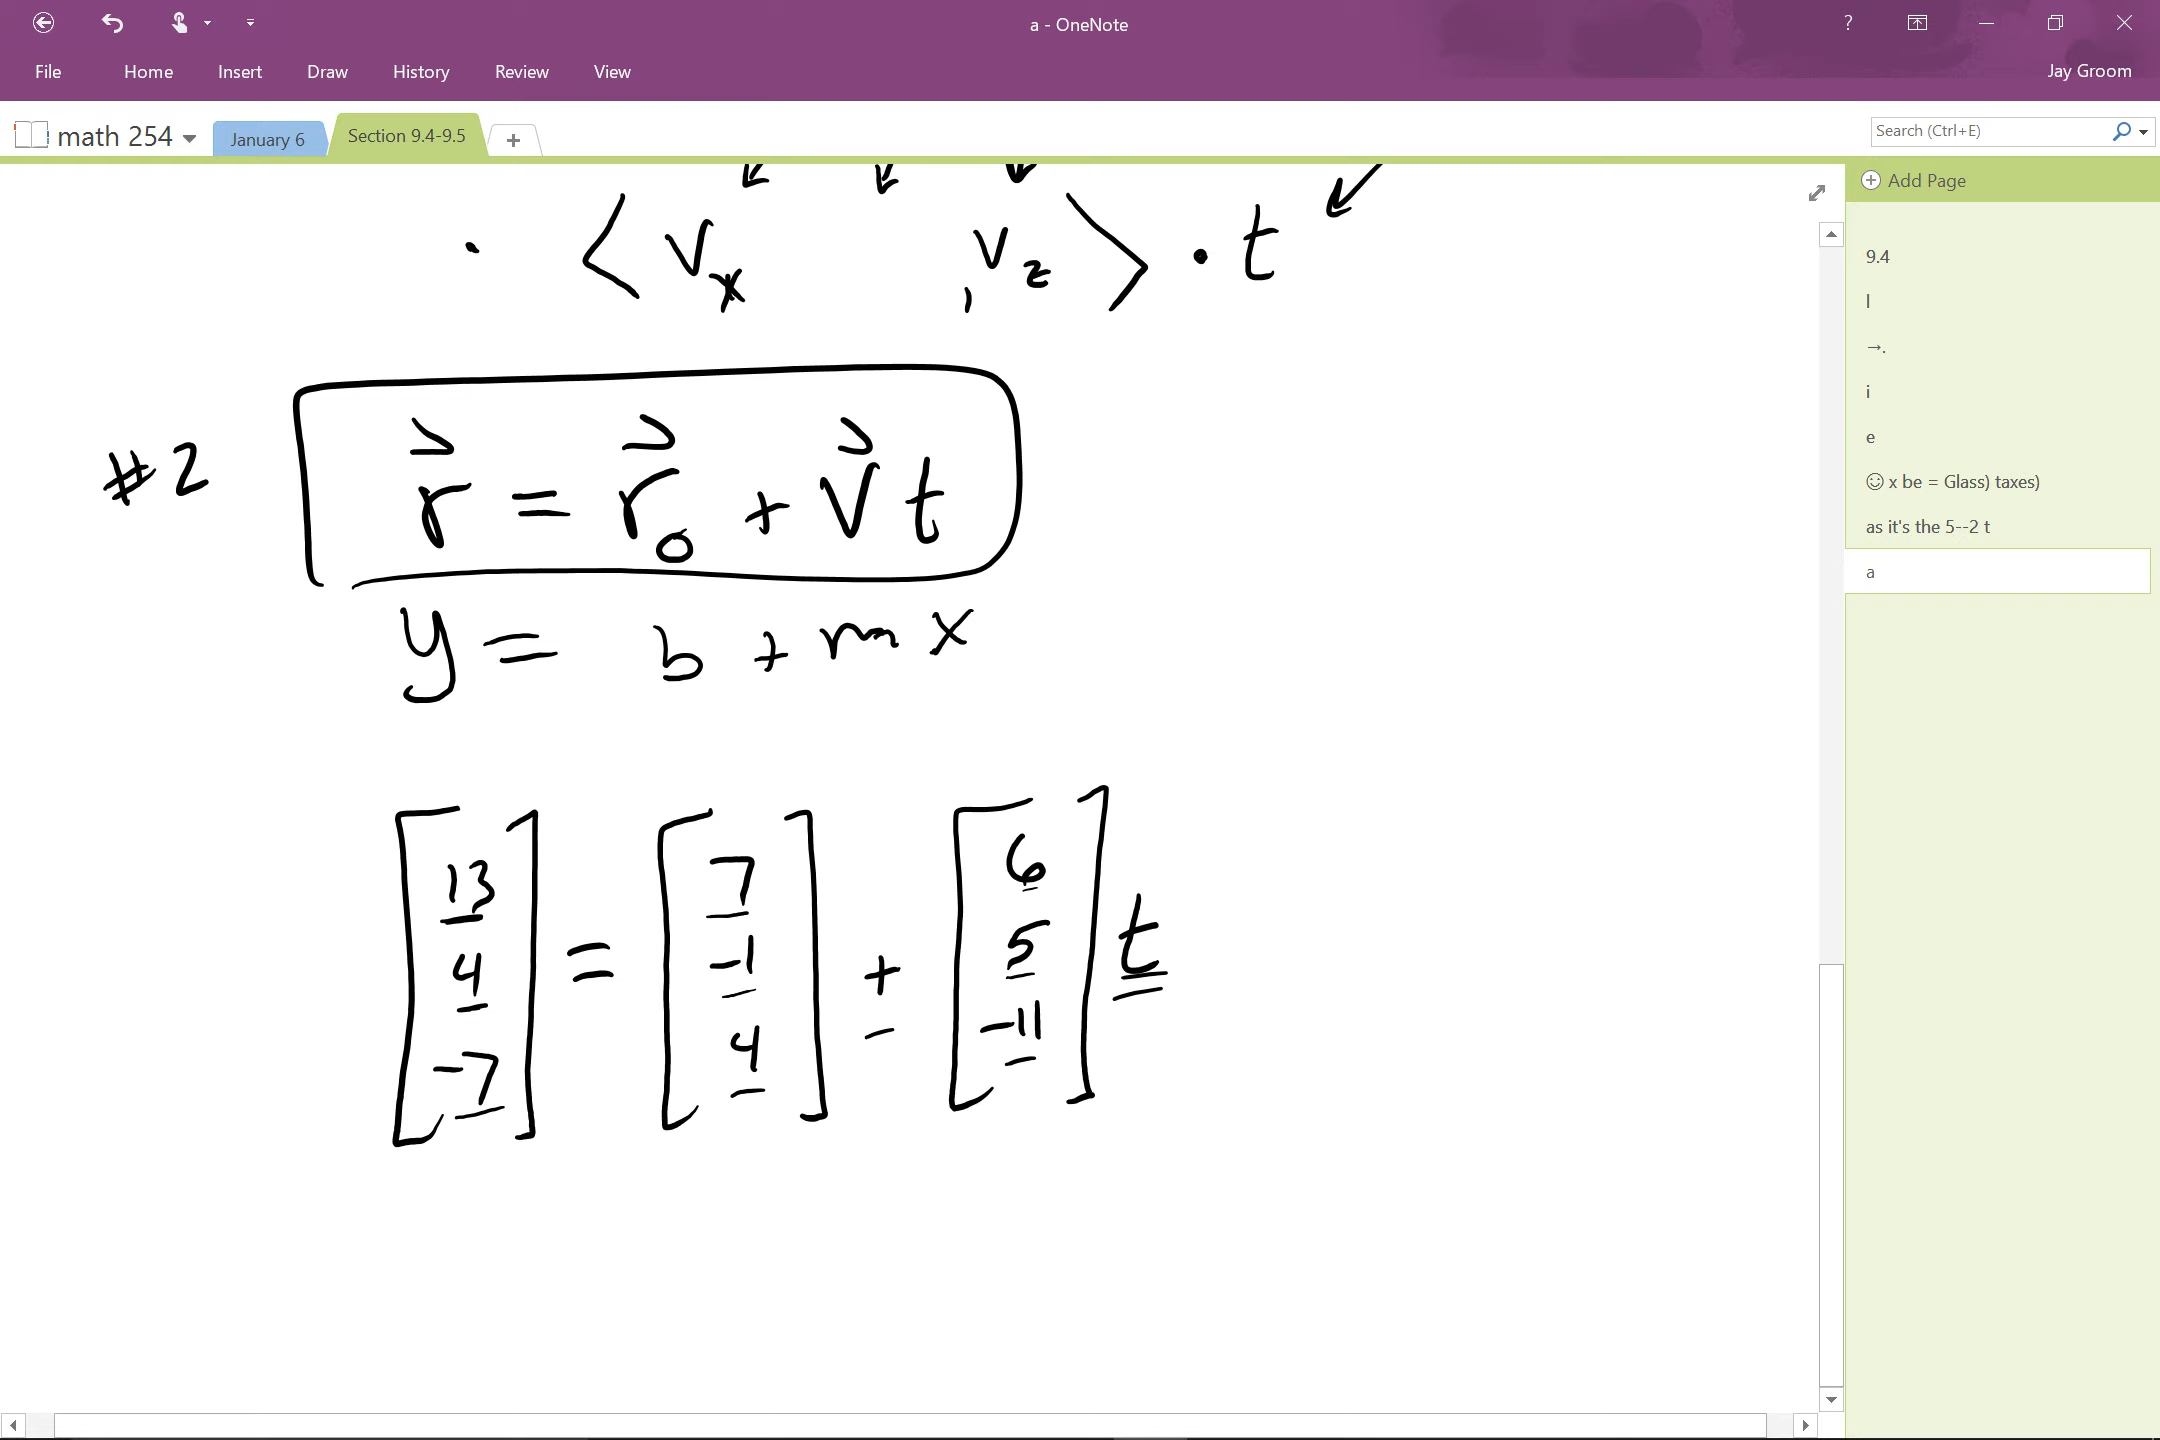 a - OneNote
?
File Home Insert Draw History Review View
Jay Groom
math 254 January 6 Section 9.4-9.5 +
Search (Ctrl+E)
· < Vx , Vz > · t
#2
r⃗ = r⃗₀ + V⃗ t
y = b + m x
[13 4 -7] = [7 -1 4] + [6 5 -11] t
Add Page
9.4
l
→.
i
e
☺ x be = Glass) taxes)
as it's the 5--2 t
a